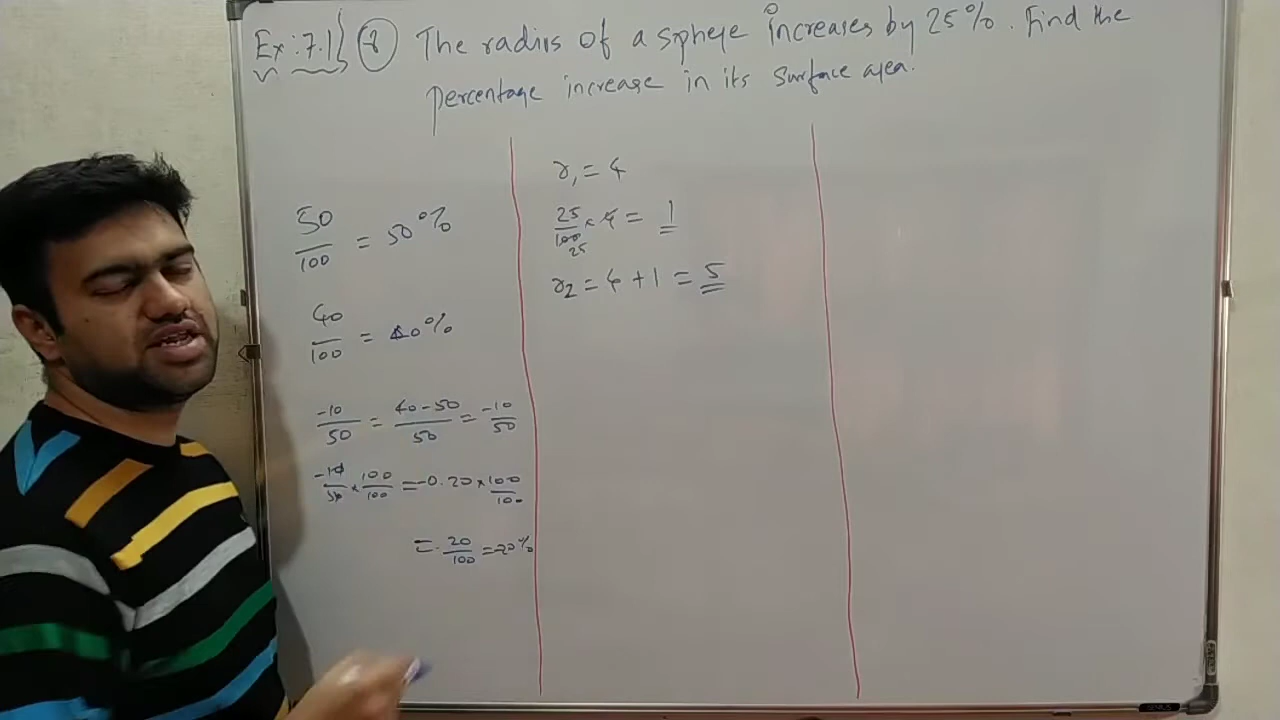 Ex: 7.1 8 The radius of a sphere increases by 25%. Find the
percentage increase in its surface area.
50/100 = 50%
40/100 = 40%
-10/50 = 40-50/50 = -10/50
-10/50 × 100/100 = -0.20 × 100/100
= -20/100 = -20%
r₁ = 4
25/100 × 4 = 1
25
r₂ = 4 + 1 = 5